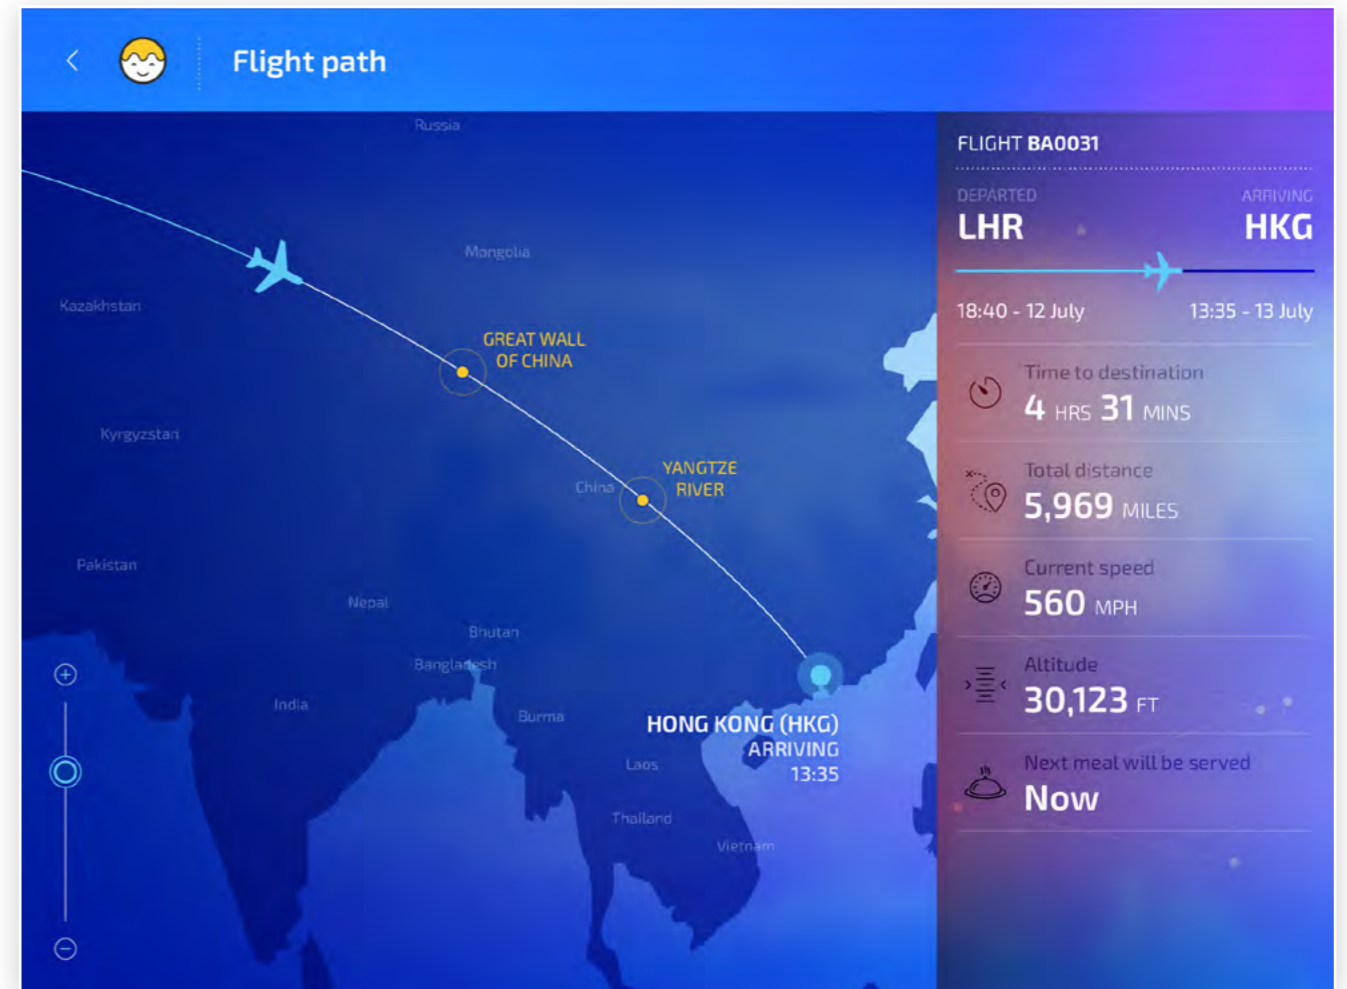 Flight path
Russia
Mongolia
Kazakhstan
GREAT WALL
OF CHINA
Kyrgyzstan
YANGTZE
RIVER
China
Pakistan
Nepal
Bhutan
Bangladesh
India
Burma
HONG KONG (HKG)
ARRIVING
13:35
Laos
Thailand
Vietnam
FLIGHT BA0031
DEPARTED ARRIVING
LHR HKG
18:40 - 12 July 13:35 - 13 July
Time to destination
4 HRS 31 MINS
Total distance
5,969 MILES
Current speed
560 MPH
Altitude
30,123 FT
Next meal will be served
Now